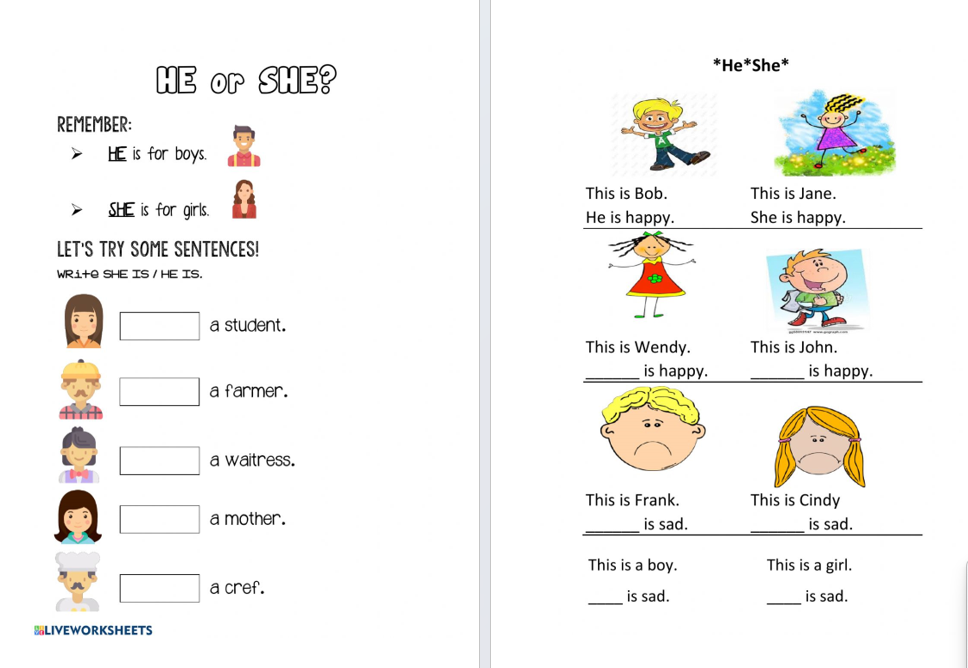 HE or SHE?
REMEMBER:
➢ HE is for boys.
➢ SHE is for girls.
LET'S TRY SOME SENTENCES!
WRitе SHE IS / HE IS.
a student.
a farmer.
a waitress.
a mother.
a cref.
LIVEWORKSHEETS
*He*She*
This is Bob. This is Jane.
He is happy. She is happy.
This is Wendy. This is John.
______ is happy. ______ is happy.
This is Frank. This is Cindy
______ is sad. ______ is sad.
This is a boy. This is a girl.
____ is sad. ____ is sad.